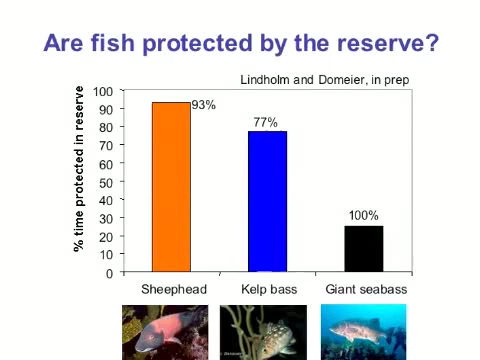 Are fish protected by the reserve?
Lindholm and Domeier, in prep
% time protected in reserve
100
90
80
70
60
50
40
30
20
10
0
93%
77%
100%
Sheephead
Kelp bass
Giant seabass